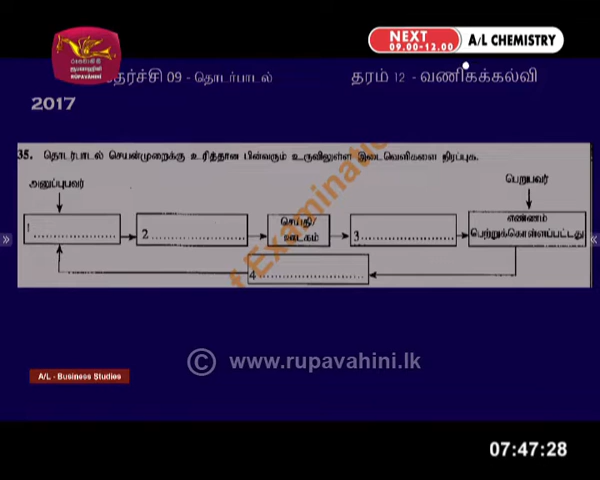 NEXT
09.00-12.00
A/L CHEMISTRY
RUPAVAHINI
தேர்ச்சி 09 - தொடர்பாடல்
தரம் 12 - வணிகக்கல்வி
2017
35. தொடர்பாடல் செயன்முறைக்கு உரித்தான பின்வரும் உருவிலுள்ள இடைவெளிகளை நிரப்புக.
அனுப்புபவர்
பெறுபவர்
1 ....................
2 ....................
செய்தி/
ஊடகம்
3 ....................
எண்ணம்
பெற்றுக்கொள்ளப்பட்டது
4 ....................
f Examination
© www.rupavahini.lk
A/L - Business Studies
07:47:28